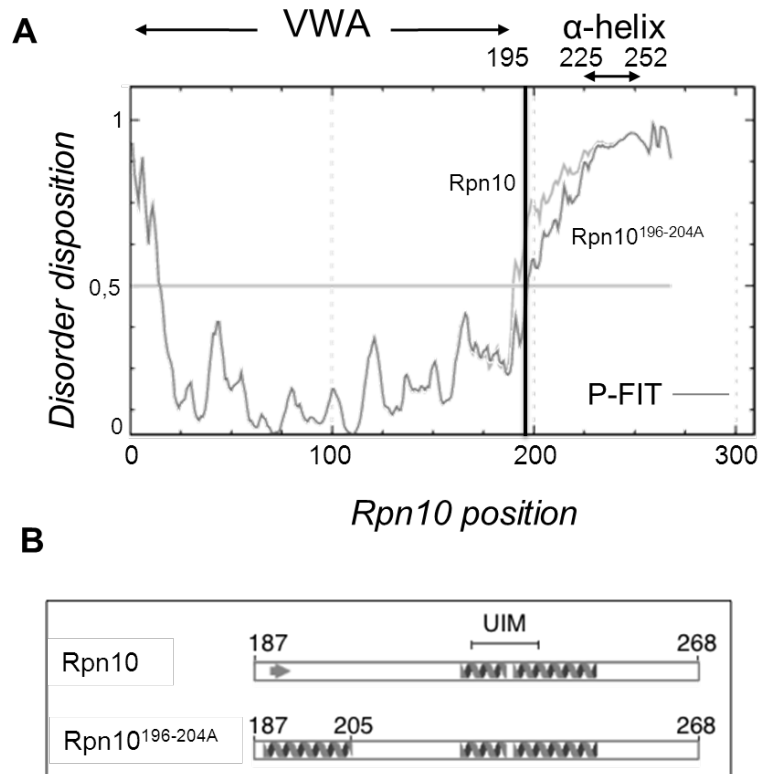 A
VWA
α-helix
195
225
252
1
0,5
0
Disorder disposition
Rpn10
Rpn10196-204A
P-FIT
0
100
200
300
Rpn10 position
B
UIM
187
268
Rpn10
187
205
268
Rpn10196-204A